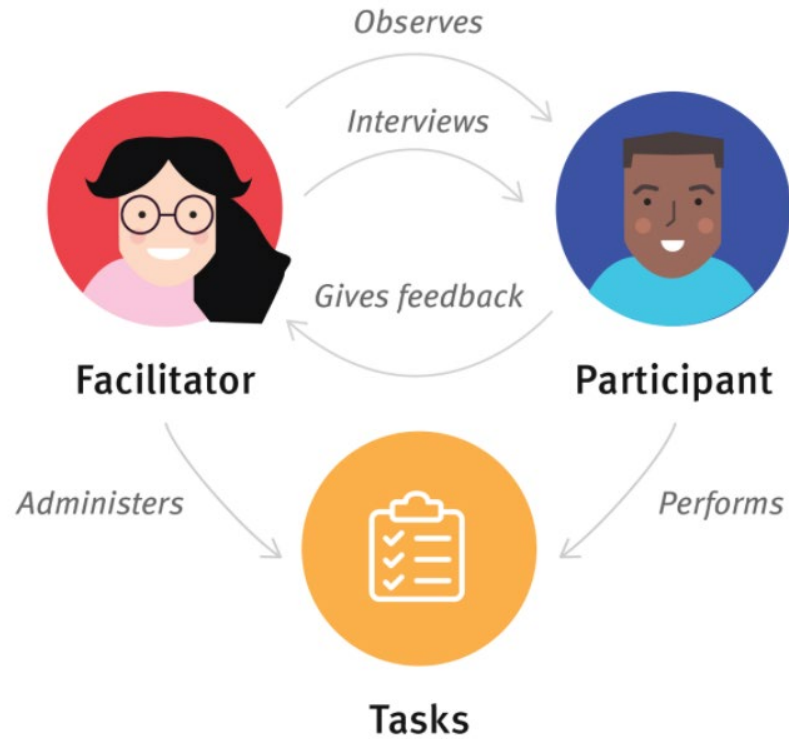 Observes
Interviews
Gives feedback
Facilitator
Participant
Administers
Performs
Tasks